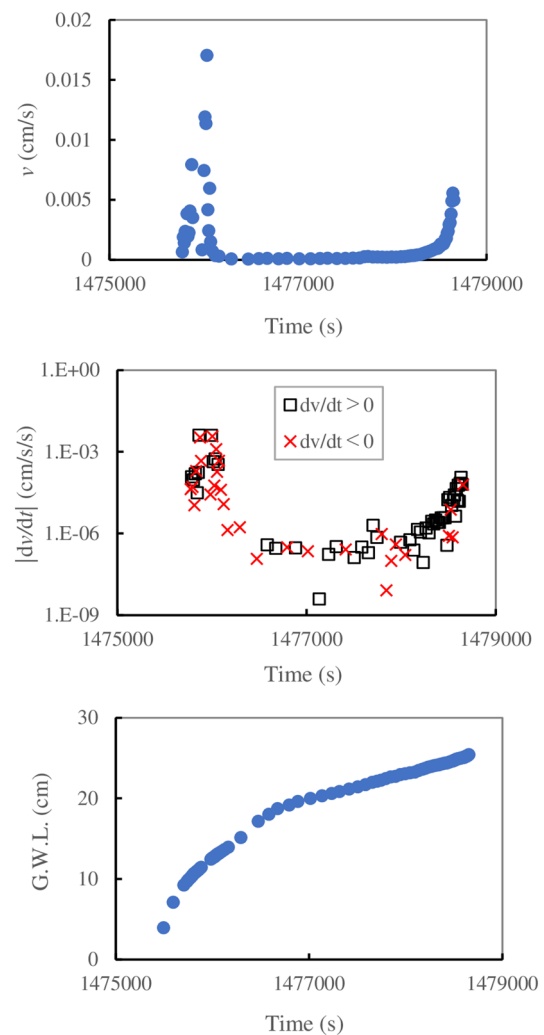 0.02
0.015
0.01
0.005
0
v (cm/s)
1475000
1477000
1479000
Time (s)
1.E+00
1.E-03
1.E-06
1.E-09
|dv/dt| (cm/s/s)
dv/dt > 0
dv/dt < 0
1475000
1477000
1479000
Time (s)
30
20
10
0
G.W.L. (cm)
1475000
1477000
1479000
Time (s)